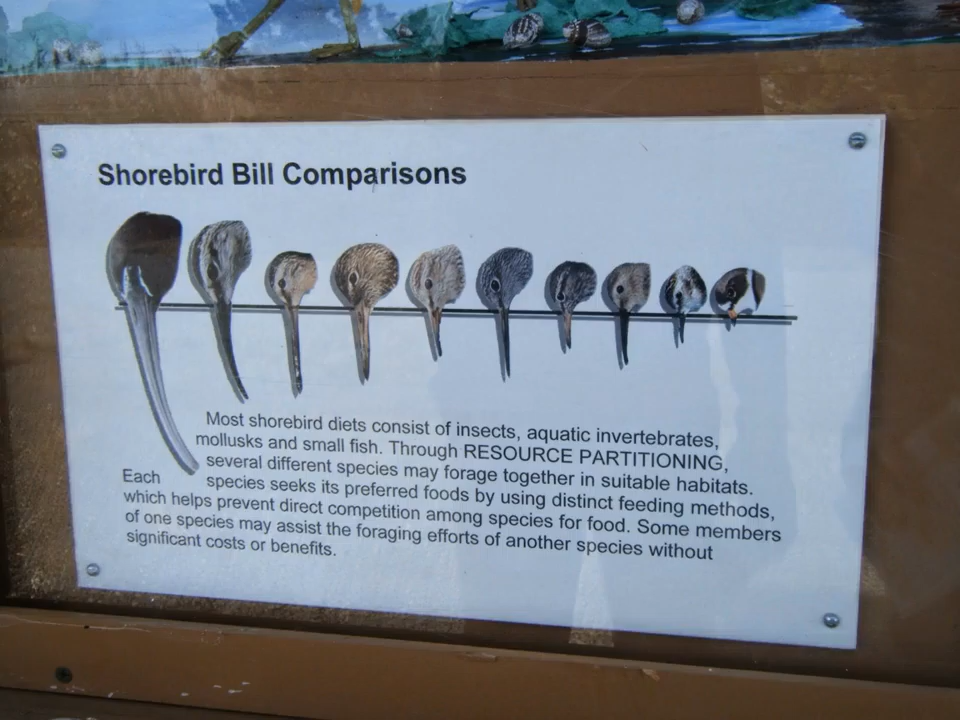 Shorebird Bill Comparisons
Most shorebird diets consist of insects, aquatic invertebrates,
mollusks and small fish. Through RESOURCE PARTITIONING,
several different species may forage together in suitable habitats.
Each species seeks its preferred foods by using distinct feeding methods,
which helps prevent direct competition among species for food. Some members
of one species may assist the foraging efforts of another species without
significant costs or benefits.